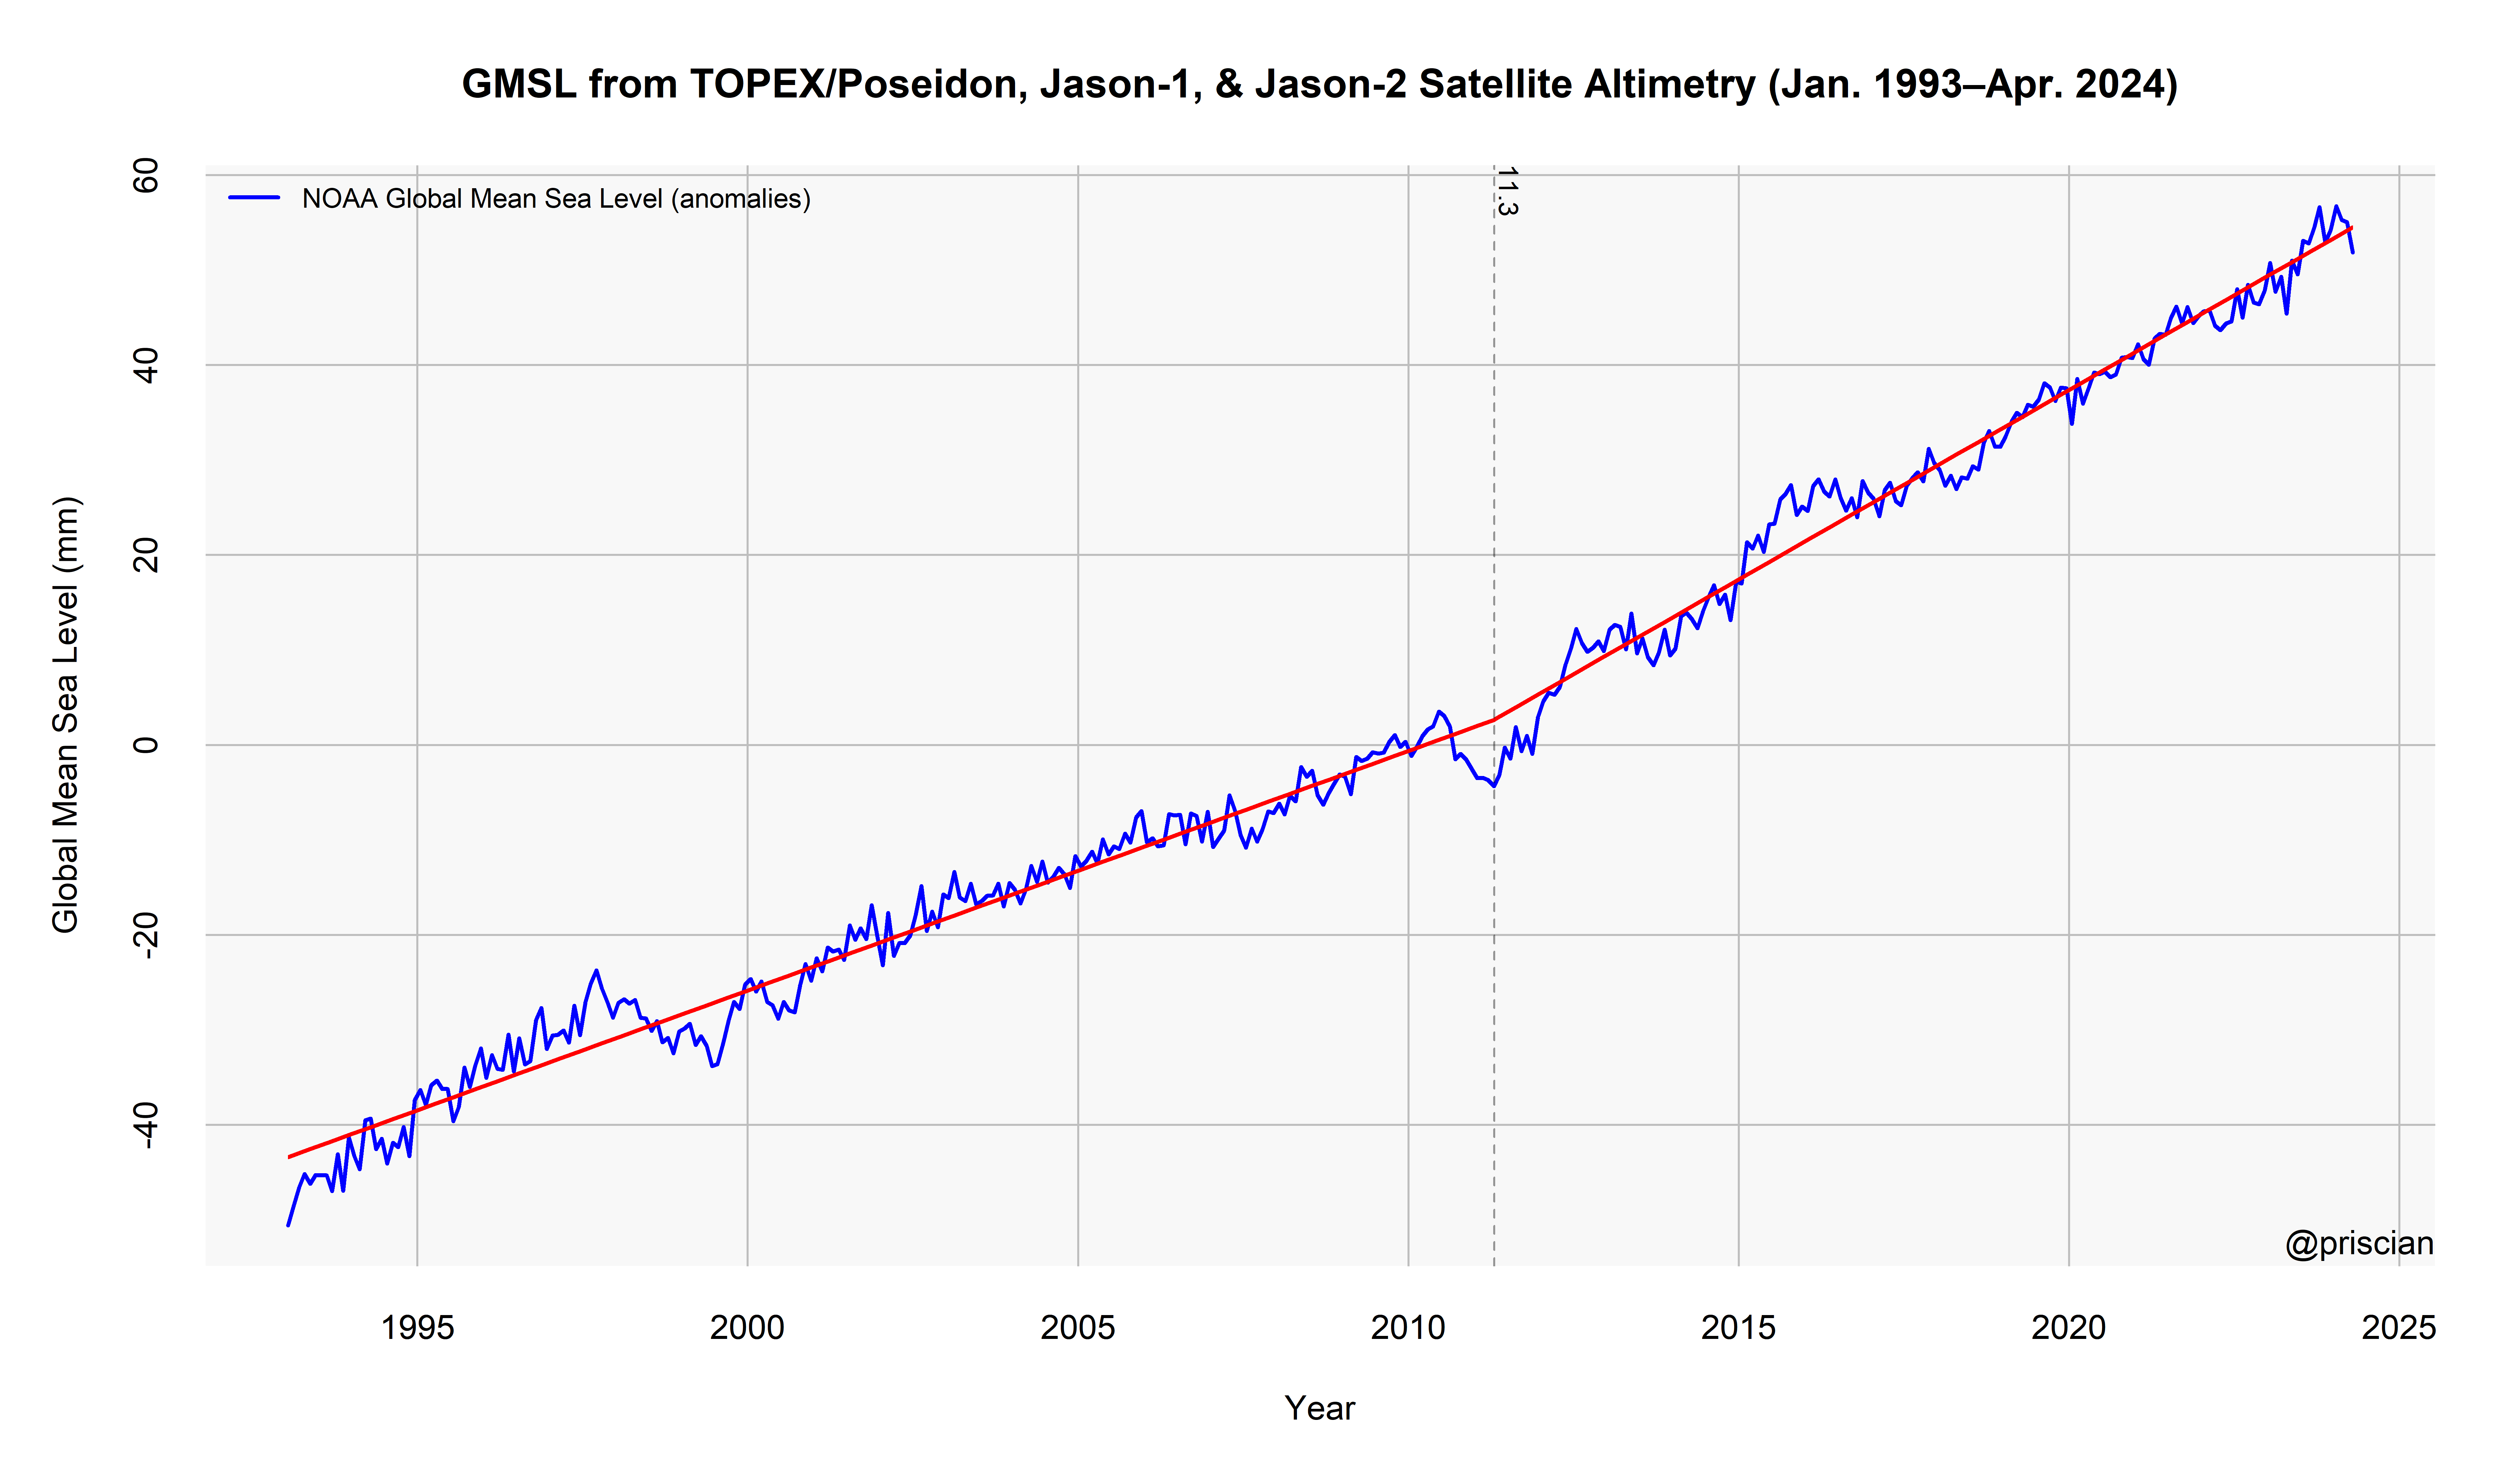 GMSL from TOPEX/Poseidon, Jason-1, & Jason-2 Satellite Altimetry (Jan. 1993–Apr. 2024)
NOAA Global Mean Sea Level (anomalies)
11.3
Global Mean Sea Level (mm)
60
40
20
0
-20
-40
@priscian
1995 2000 2005 2010 2015 2020 2025
Year